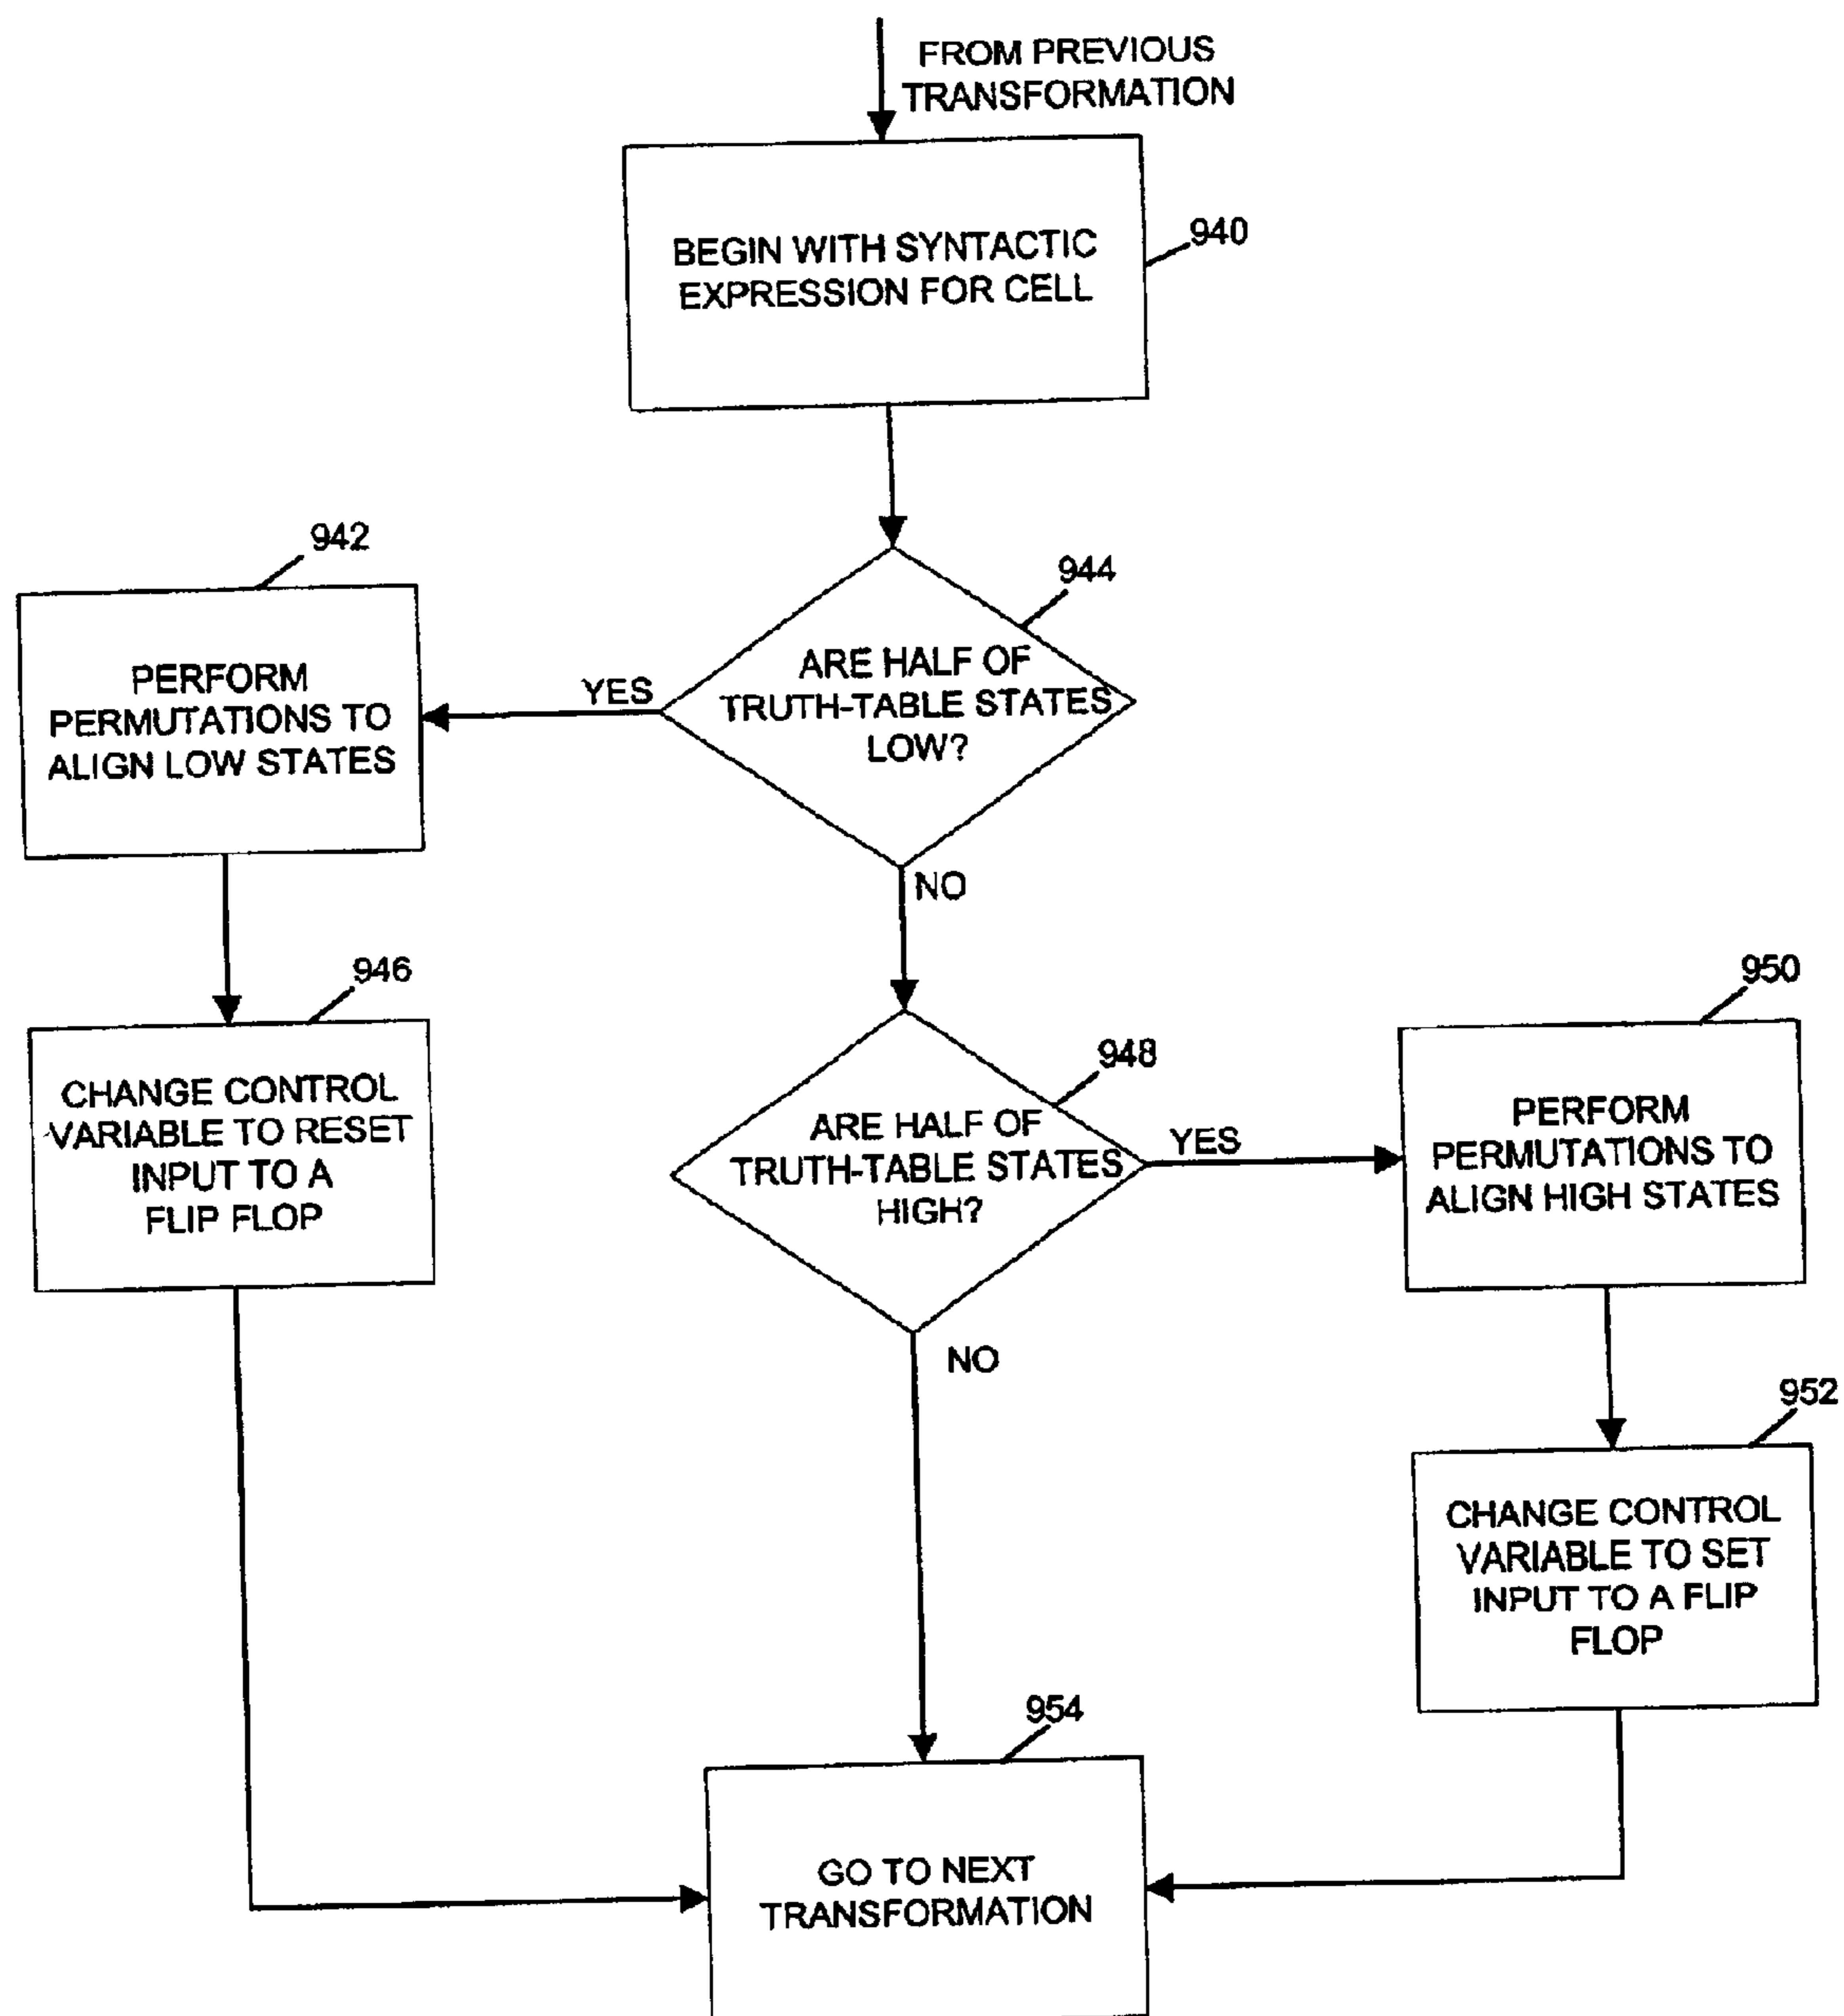 FROM PREVIOUS
TRANSFORMATION
BEGIN WITH SYNTACTIC
EXPRESSION FOR CELL
940
942
944
PERFORM
PERMUTATIONS TO
ALIGN LOW STATES
YES
ARE HALF OF
TRUTH-TABLE STATES
LOW?
NO
946
948
950
CHANGE CONTROL
VARIABLE TO RESET
INPUT TO A
FLIP FLOP
ARE HALF OF
TRUTH-TABLE STATES
HIGH?
YES
PERFORM
PERMUTATIONS TO
ALIGN HIGH STATES
NO
952
CHANGE CONTROL
VARIABLE TO SET
INPUT TO A FLIP
FLOP
954
GO TO NEXT
TRANSFORMATION